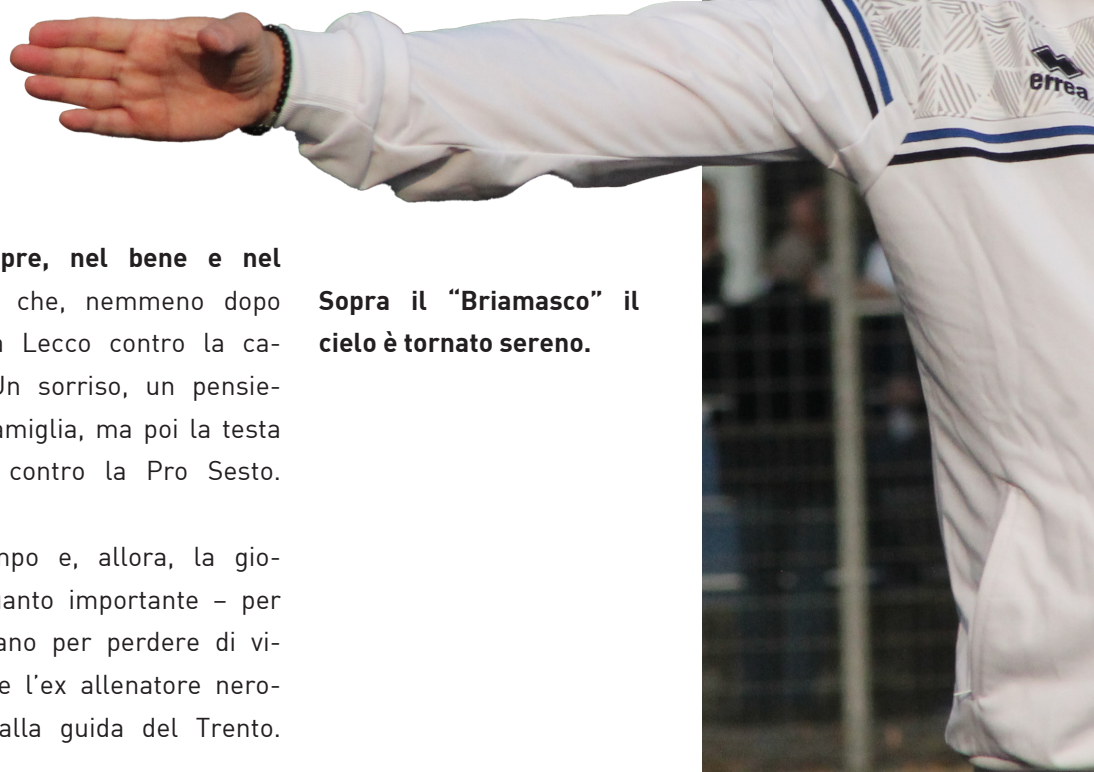 pre, nel bene e nel
che, nemmeno dopo
Lecco contro la ca-
Un sorriso, un pensie-
amiglia, ma poi la testa
contro la Pro Sesto.
mpo e, allora, la gio-
anto importante – per
ano per perdere di vi-
e l’ex allenatore nero-
alla guida del Trento.
Sopra il “Briamasco” il
cielo è tornato sereno.
errea